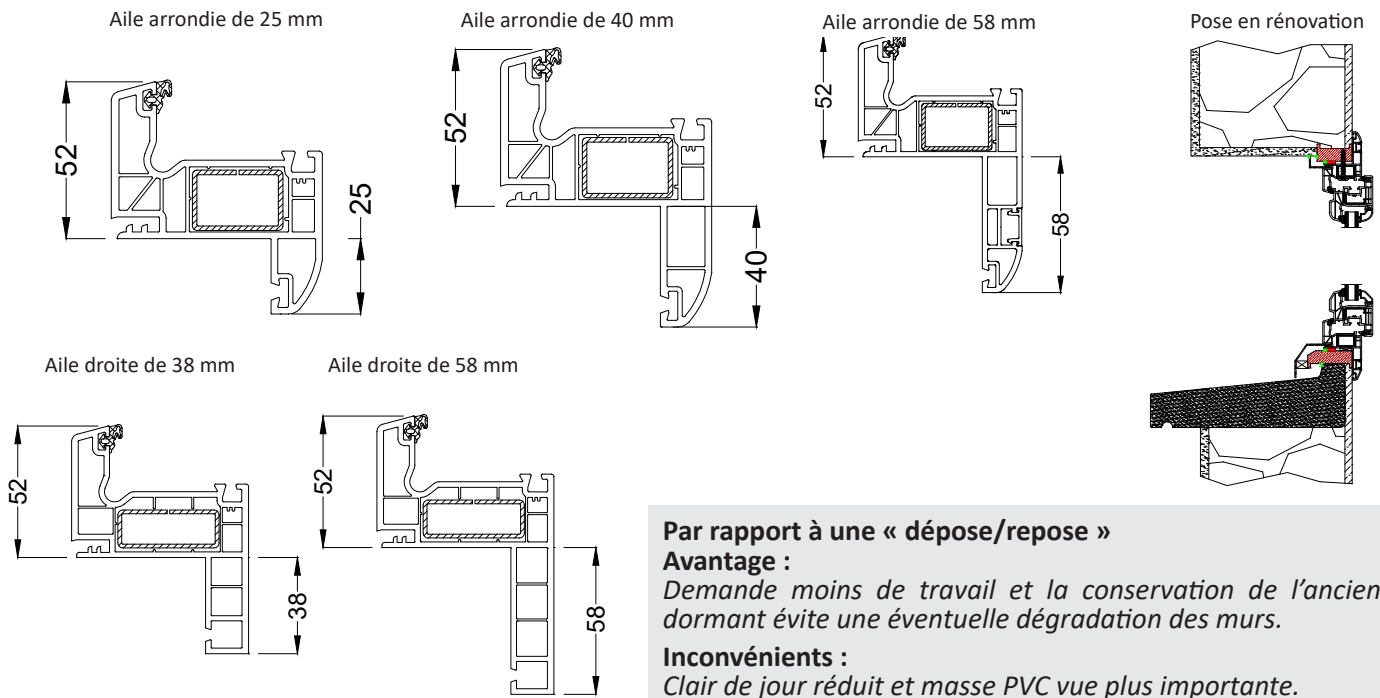 Aile arrondie de 25 mm
Aile arrondie de 40 mm
Aile arrondie de 58 mm
Pose en rénovation
52
25
52
40
52
58
Aile droite de 38 mm
Aile droite de 58 mm
52
38
52
58
Par rapport à une « dépose/repose »
Avantage :
Demande moins de travail et la conservation de l’ancien
dormant évite une éventuelle dégradation des murs.
Inconvénients :
Clair de jour réduit et masse PVC vue plus importante.